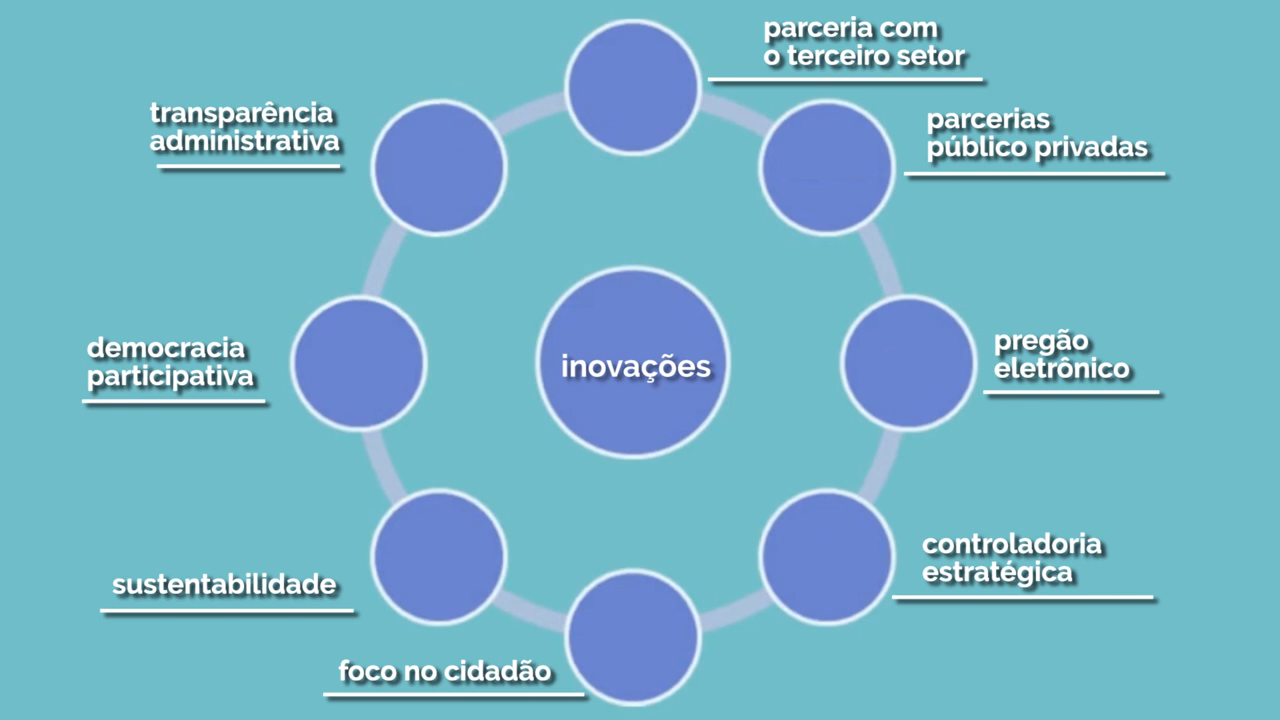 parceria com
o terceiro setor
transparência
administrativa
parcerias
público privadas
democracia
participativa
inovações
pregão
eletrônico
controladoria
estratégica
sustentabilidade
foco no cidadão